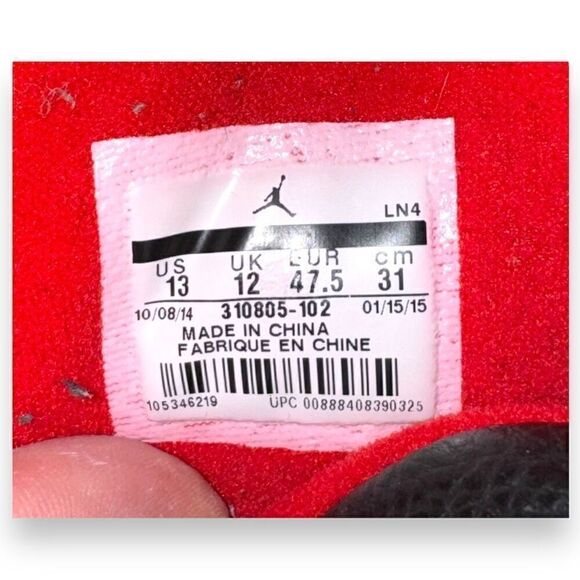 LN4
US UK EUR cm
13 12 47.5 31
10/08/14 310805-102 01/15/15
MADE IN CHINA
FABRIQUE EN CHINE
105346219 UPC 00888408390325